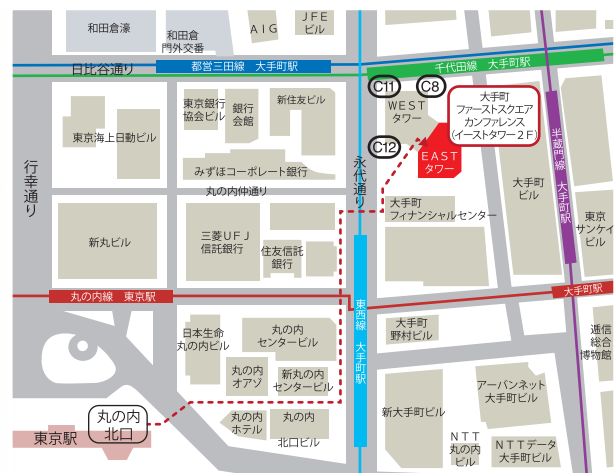 和田倉濠
和田倉
門外交番
AIG
JFE
ビル
日比谷通り
都営三田線 大手町駅
千代田線 大手町駅
C11
C8
C12
WEST
タワー
EAST
タワー
大手町
ファーストスクエア
カンファレンス
(イーストタワー2F)
東京海上日動ビル
東京銀行
協会ビル
銀行
会館
新住友ビル
みずほコーポレート銀行
行幸通り
永代通り
丸の内仲通り
半蔵門線 大手町駅
大手町
ビル
東京
サンケイ
ビル
大手町
フィナンシャルセンター
新丸ビル
三菱UFJ
信託銀行
住友信託
銀行
丸の内線 東京駅
大手町駅
東西線 大手町駅
日本生命
丸の内ビル
丸の内
センタービル
丸の内
オアゾ
新丸の内
センタービル
丸の内
ホテル
丸の内
北口ビル
大手町
野村ビル
逓信
総合
博物館
新大手町ビル
アーバンネット
大手町ビル
NTT
丸の内
ビル
NTTデータ
大手町ビル
丸の内
北口
東京駅